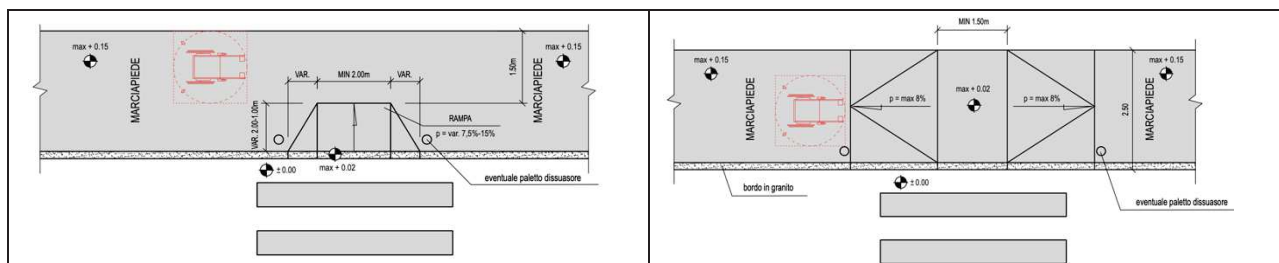 max + 0.15
MARCIAPIEDE
VAR.
MIN 2.00m
VAR.
1.50m
max + 0.15
MARCIAPIEDE
VAR. 2.00-1.00m
RAMPA
p = var. 7,5%-15%
± 0.00
max + 0.02
eventuale paletto dissuasore
MIN 1.50m
max + 0.15
MARCIAPIEDE
p = max 8%
max + 0.02
p = max 8%
max + 0.15
MARCIAPIEDE
2.50
± 0.00
bordo in granito
eventuale paletto dissuasore